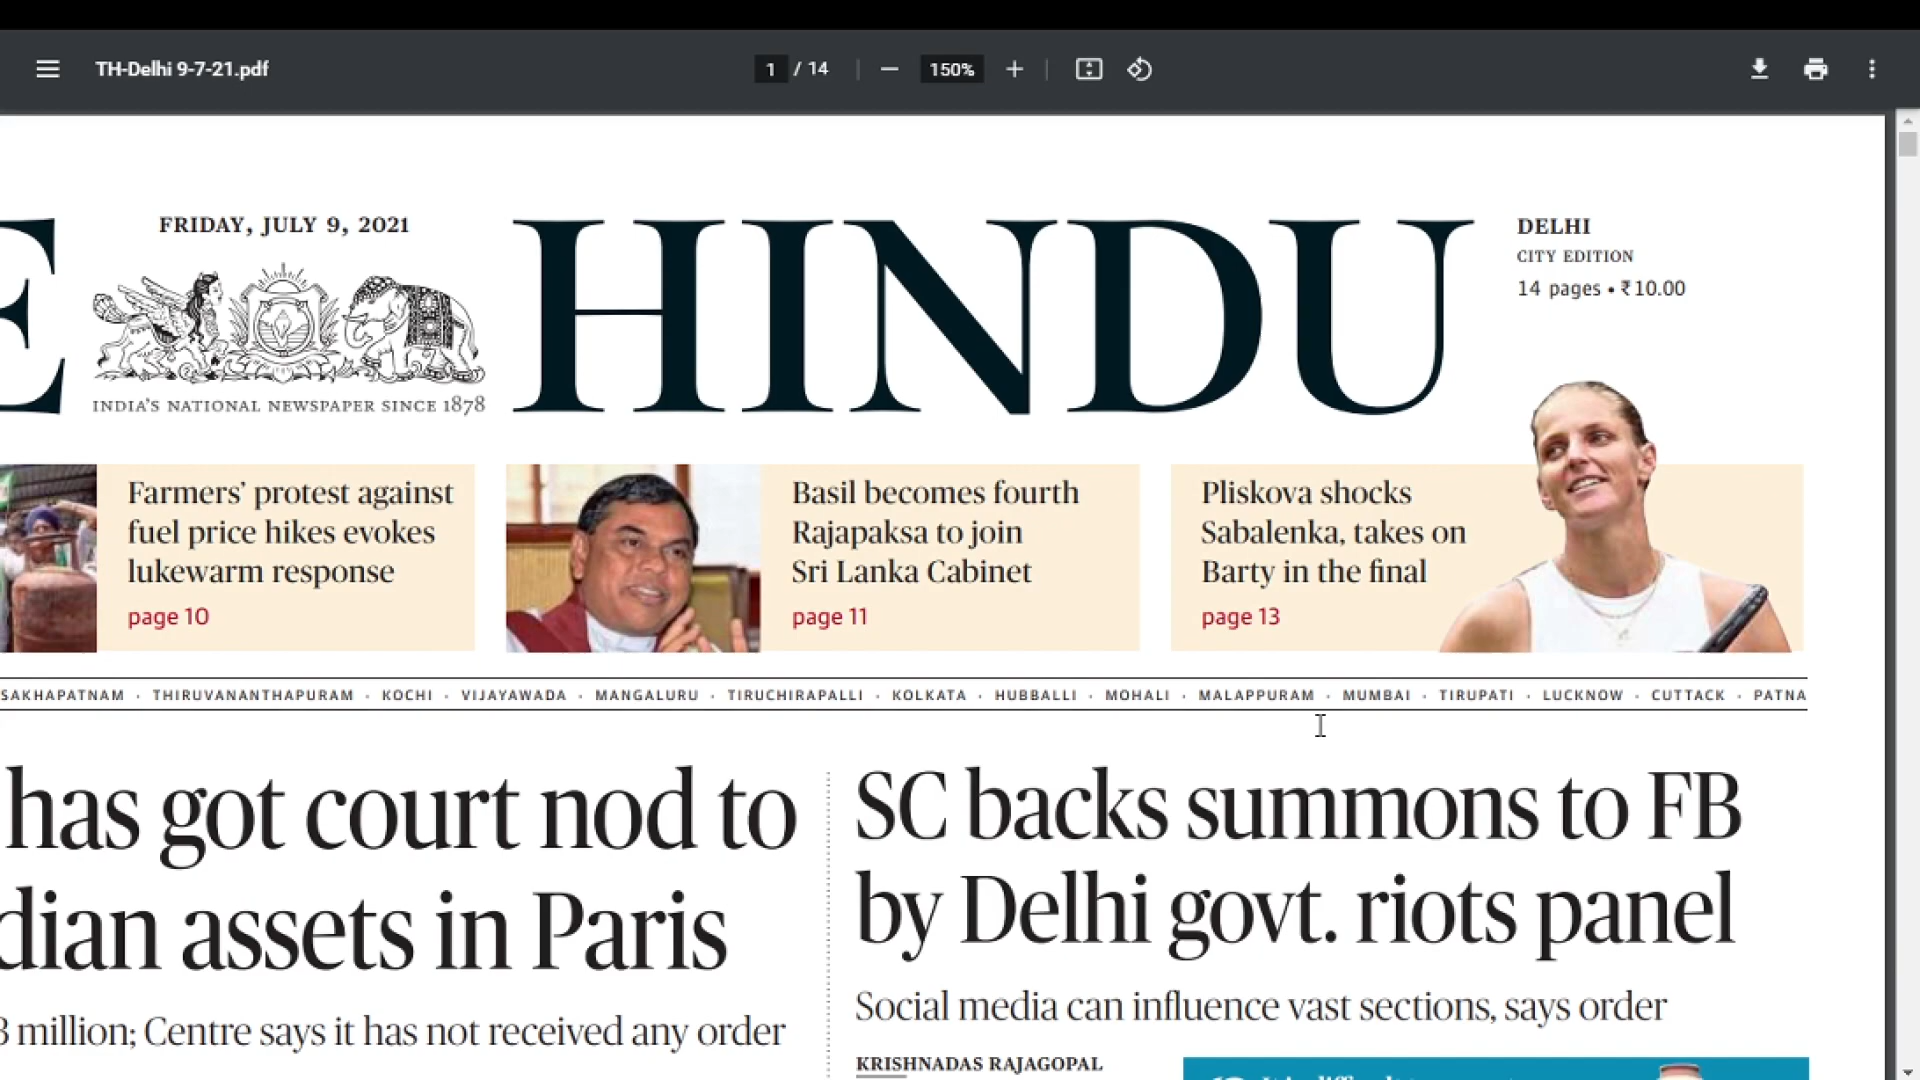 TH-Delhi 9-7-21.pdf
1 / 14
150%
FRIDAY, JULY 9, 2021
E HINDU
INDIA'S NATIONAL NEWSPAPER SINCE 1878
DELHI
CITY EDITION
14 pages • ₹10.00
Farmers' protest against
fuel price hikes evokes
lukewarm response
page 10
Basil becomes fourth
Rajapaksa to join
Sri Lanka Cabinet
page 11
Pliskova shocks
Sabalenka, takes on
Barty in the final
page 13
SAKHAPATNAM · THIRUVANANTHAPURAM · KOCHI · VIJAYAWADA · MANGALURU · TIRUCHIRAPALLI · KOLKATA · HUBBALLI · MOHALI · MALAPPURAM · MUMBAI · TIRUPATI · LUCKNOW · CUTTACK · PATNA
has got court nod to
dian assets in Paris
3 million; Centre says it has not received any order
SC backs summons to FB
by Delhi govt. riots panel
Social media can influence vast sections, says order
KRISHNADAS RAJAGOPAL